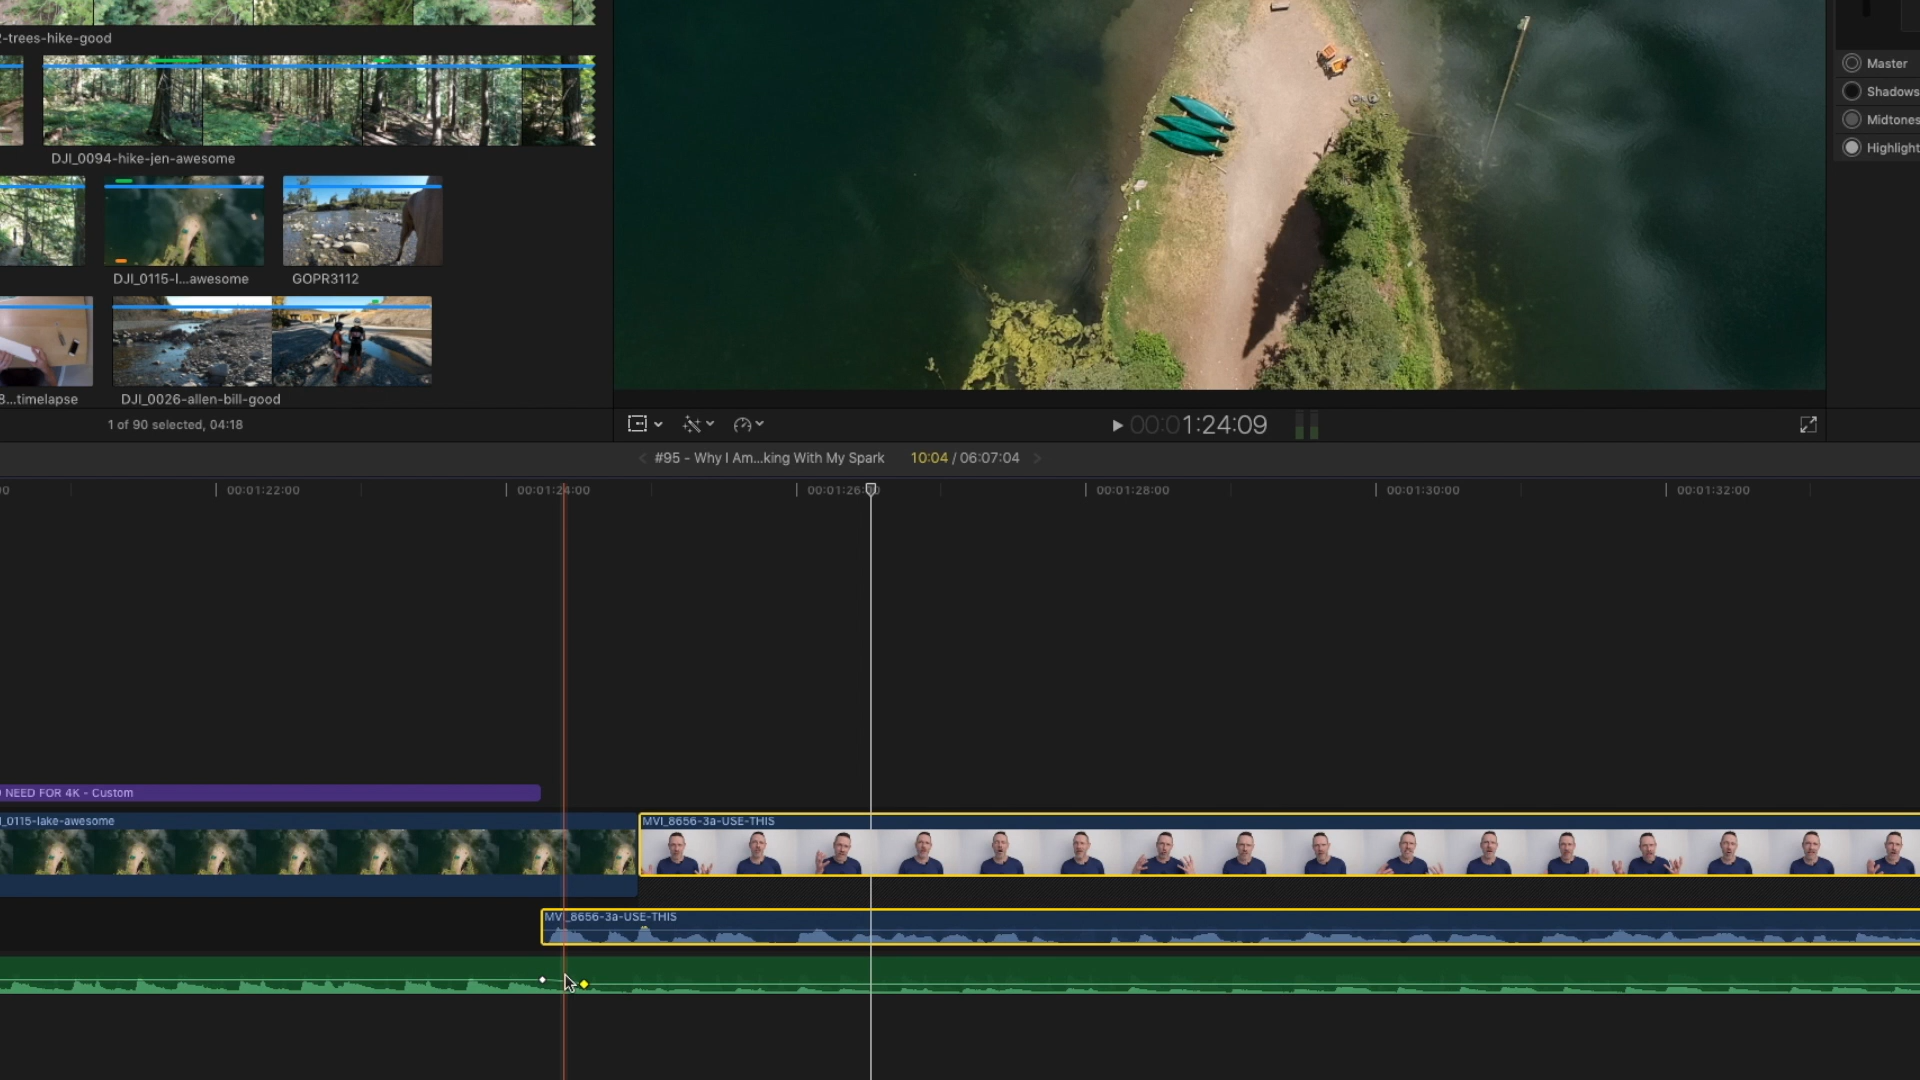 2-trees-hike-good
DJI_0094-hike-jen-awesome
DJI_0115-l...awesome
GOPR3112
8...timelapse
DJI_0026-allen-bill-good
1 of 90 selected, 04:18
00:01:24:09
Master
Shadows
Midtones
Highlight
#95 - Why I Am...king With My Spark
10:04 / 06:07:04
00:01:22:00
00:01:24:00
00:01:26:00
00:01:28:00
00:01:30:00
00:01:32:00
NEED FOR 4K - Custom
_0115-lake-awesome
MVI_8656-3a-USE-THIS
MVI_8656-3a-USE-THIS